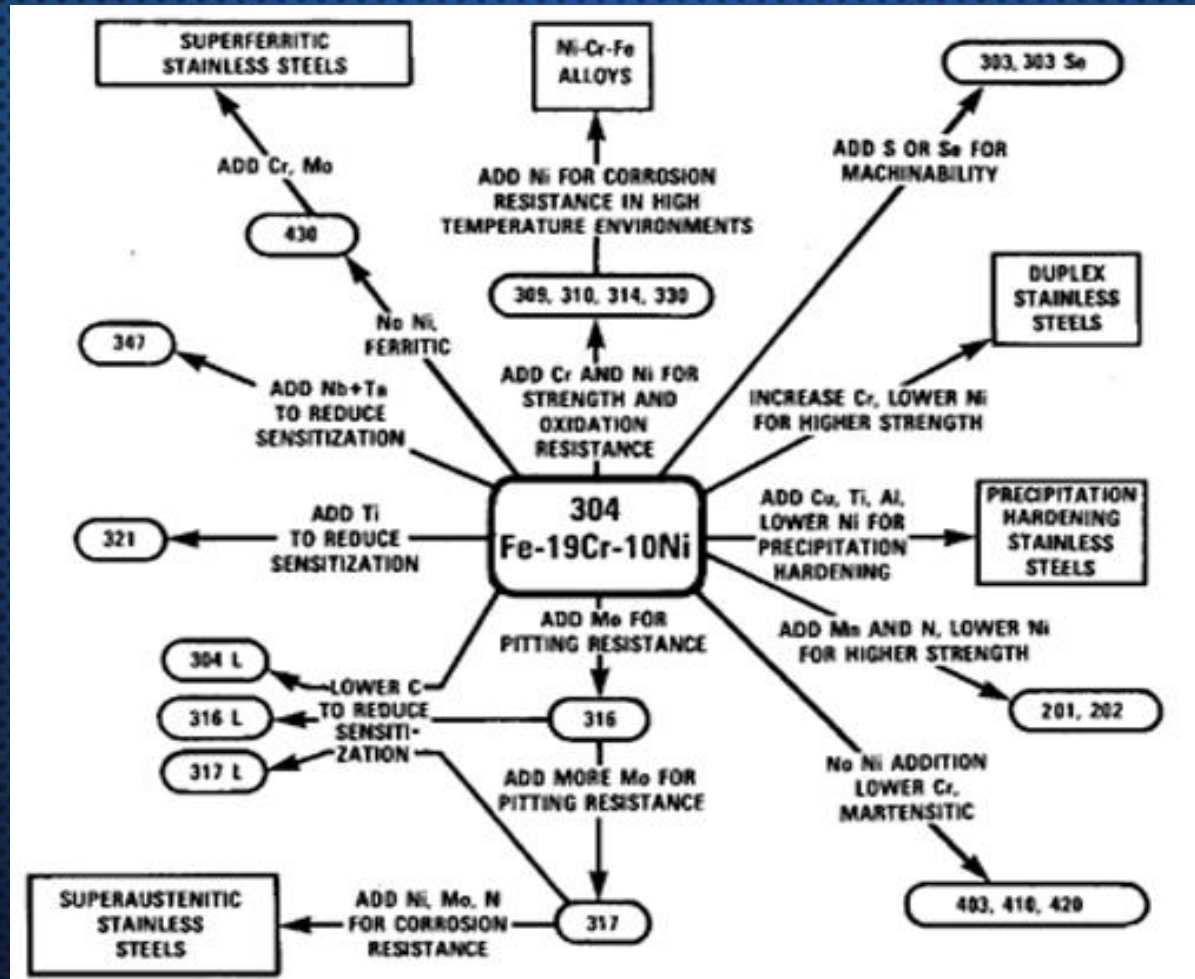 SUPERFERRITIC
STAINLESS STEELS
Ni-Cr-Fe
ALLOYS
303, 303 Se
ADD Cr, Mo
ADD Ni FOR CORROSION
RESISTANCE IN HIGH
TEMPERATURE ENVIRONMENTS
ADD S OR Se FOR
MACHINABILITY
430
309, 310, 314, 330
DUPLEX
STAINLESS
STEELS
347
No Ni,
FERRITIC
ADD Nb+Ta
TO REDUCE
SENSITIZATION
ADD Cr AND Ni FOR
STRENGTH AND
OXIDATION
RESISTANCE
INCREASE Cr, LOWER Ni
FOR HIGHER STRENGTH
321
ADD Ti
TO REDUCE
SENSITIZATION
304
Fe-19Cr-10Ni
ADD Cu, Ti, Al,
LOWER Ni FOR
PRECIPITATION
HARDENING
PRECIPITATION
HARDENING
STAINLESS
STEELS
ADD Mo FOR
PITTING RESISTANCE
ADD Mn AND N, LOWER Ni
FOR HIGHER STRENGTH
304 L
316 L
317 L
LOWER C
TO REDUCE
SENSITI-
ZATION
316
201, 202
ADD MORE Mo FOR
PITTING RESISTANCE
No Ni ADDITION
LOWER Cr,
MARTENSITIC
SUPERAUSTENITIC
STAINLESS
STEELS
ADD Ni, Mo, N
FOR CORROSION
RESISTANCE
317
403, 410, 420